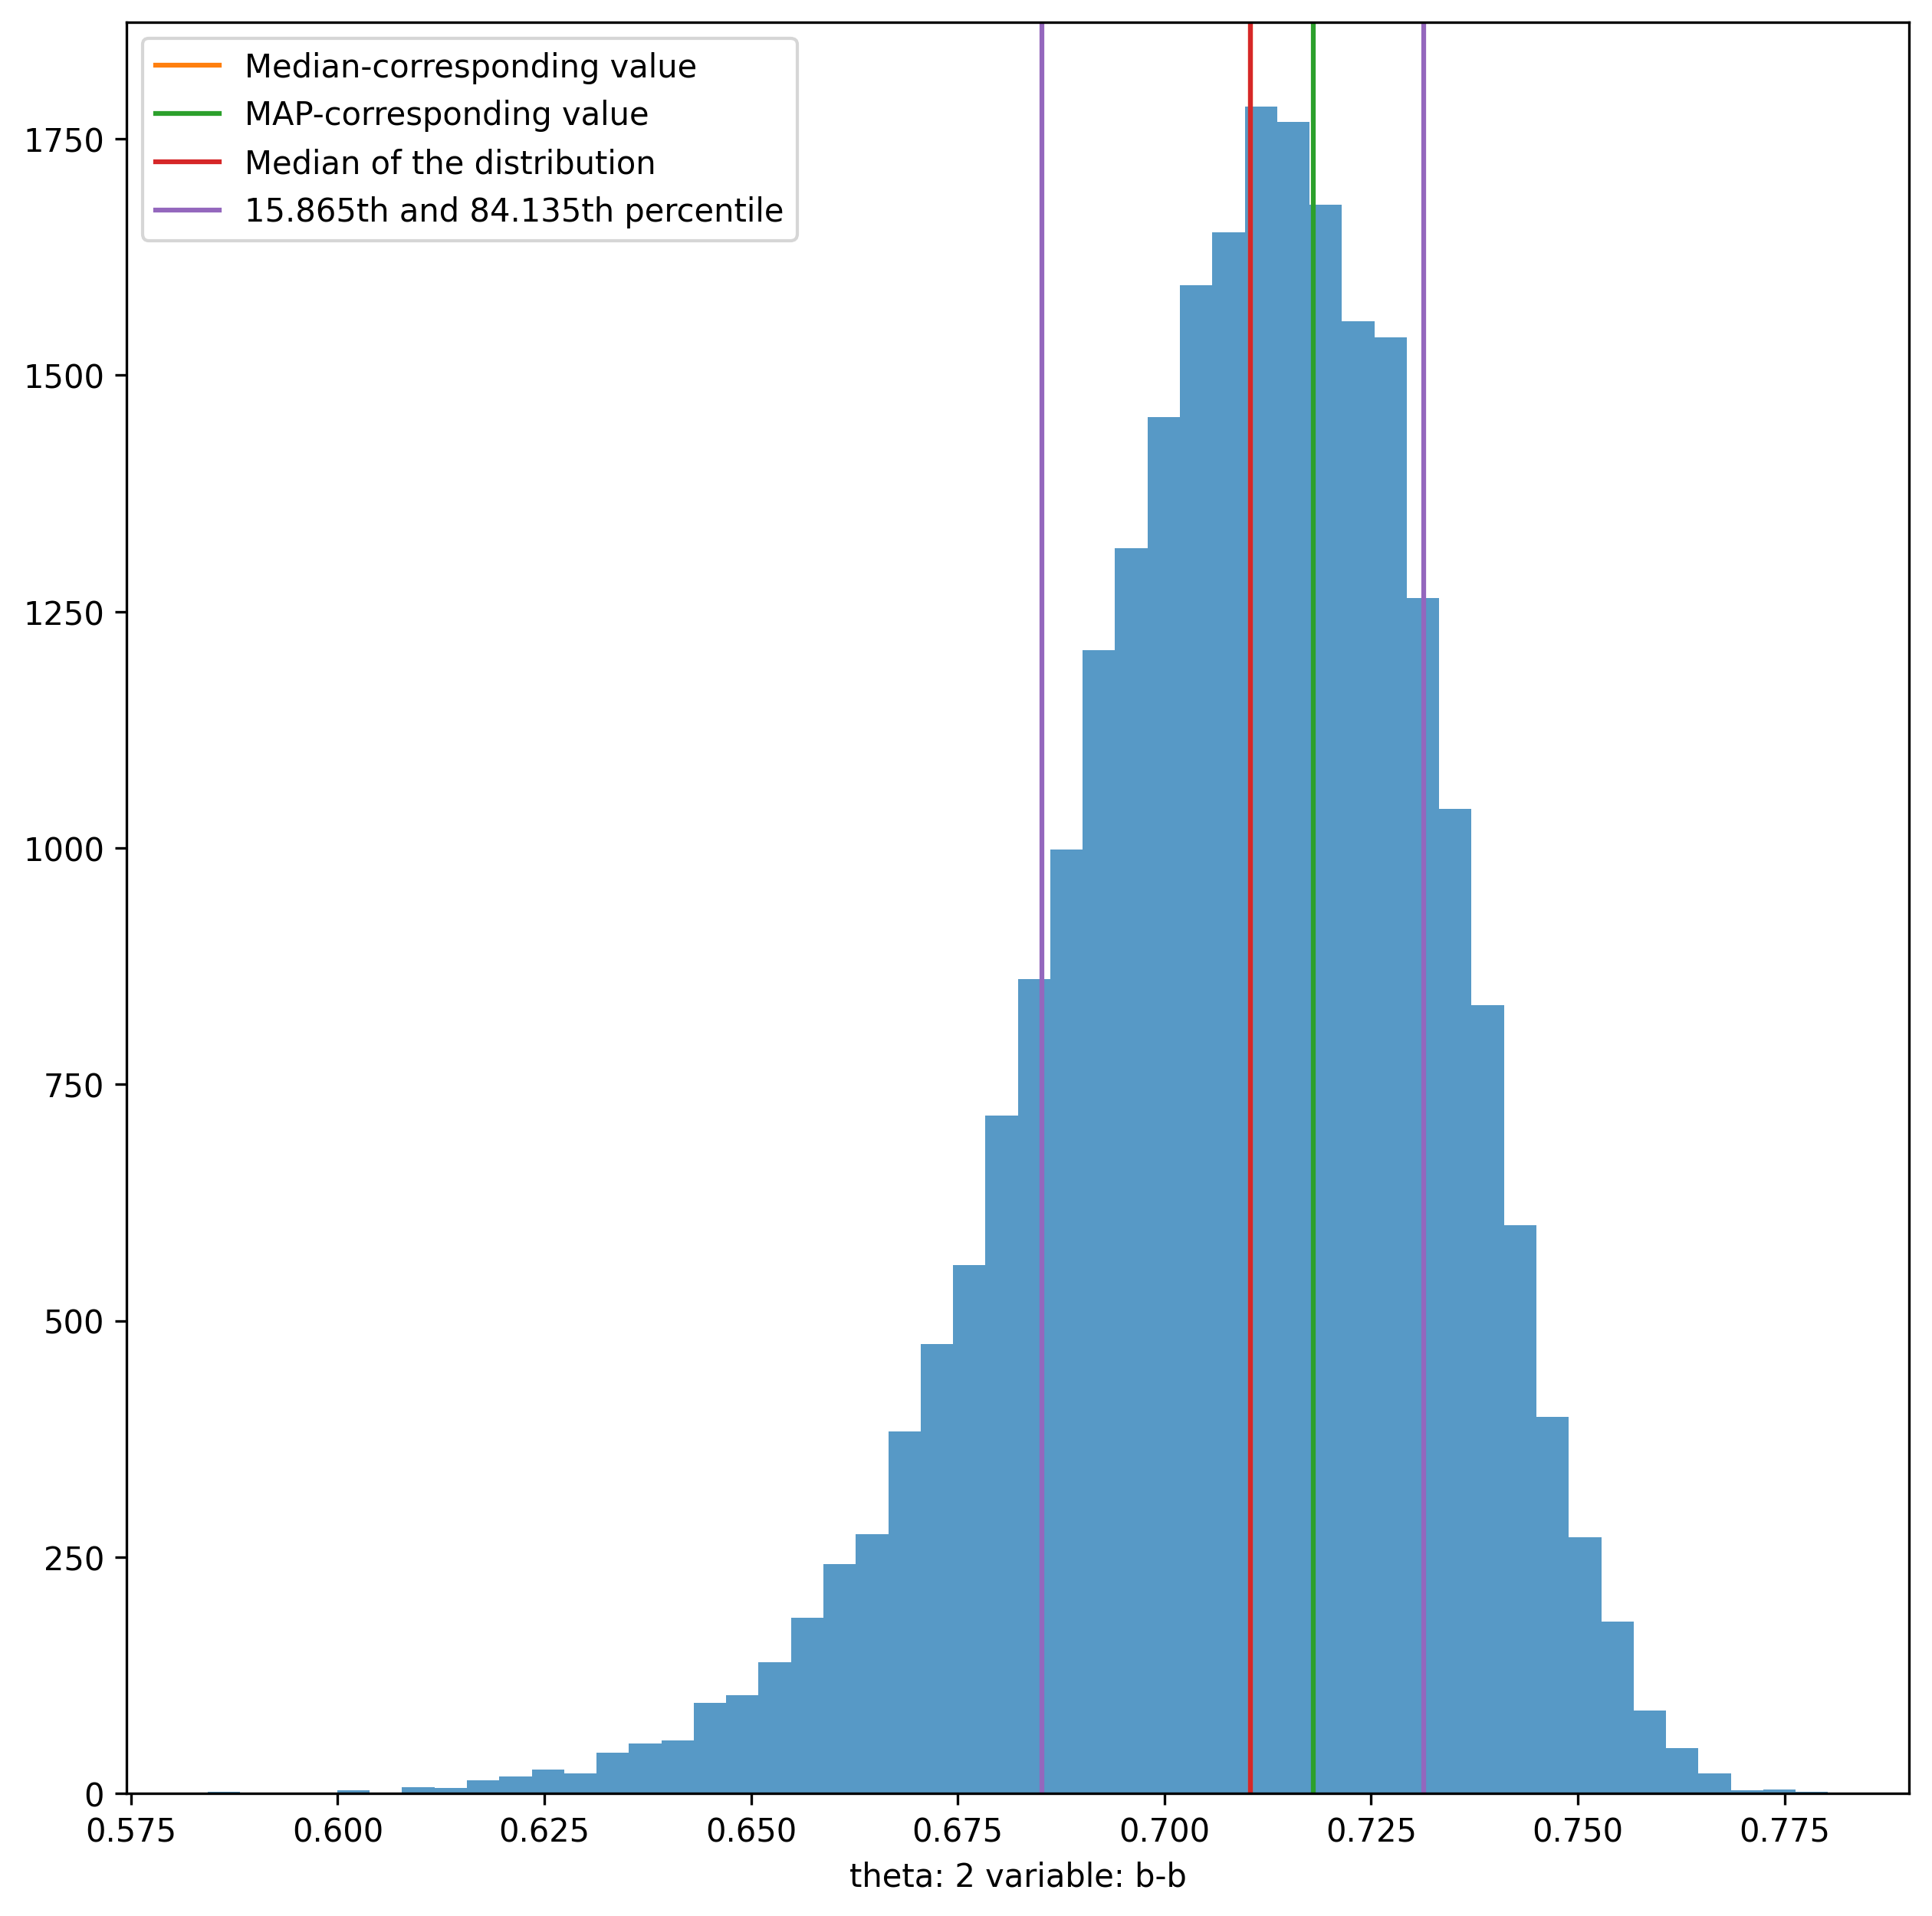 Median-corresponding value
MAP-corresponding value
Median of the distribution
15.865th and 84.135th percentile
1750
1500
1250
1000
750
500
250
0
0.575 0.600 0.625 0.650 0.675 0.700 0.725 0.750 0.775
theta: 2 variable: b-b